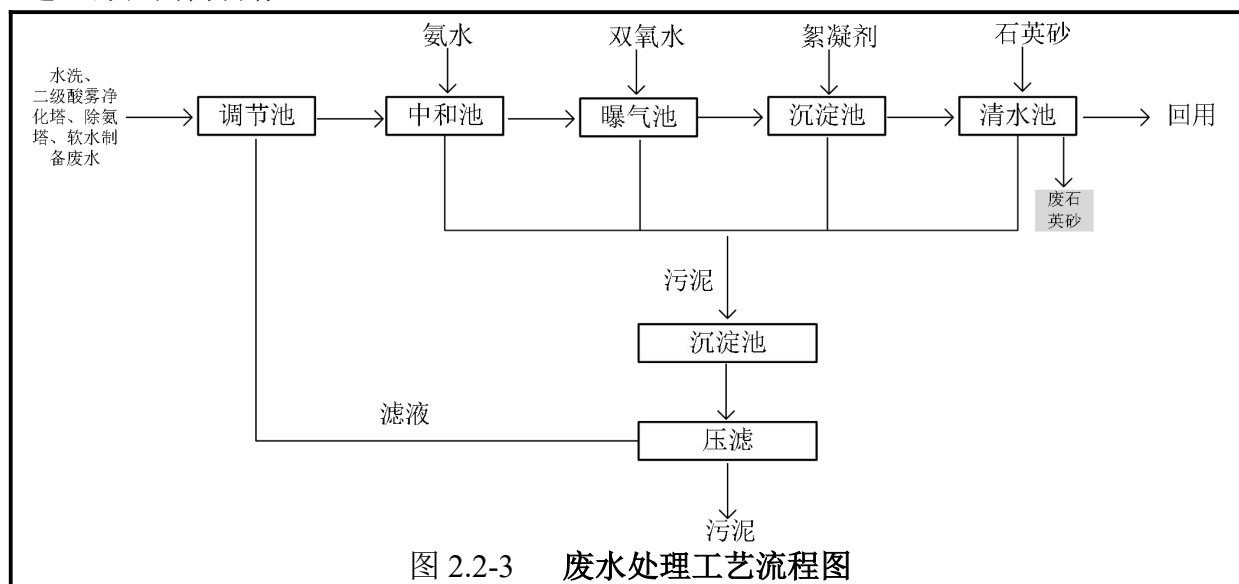 氨水
双氧水
絮凝剂
石英砂
水洗、
二级酸雾净
化塔、除氨
塔、软水制
备废水
调节池
中和池
曝气池
沉淀池
清水池
回用
废石
英砂
污泥
沉淀池
滤液
压滤
污泥
图 2.2-3 废水处理工艺流程图